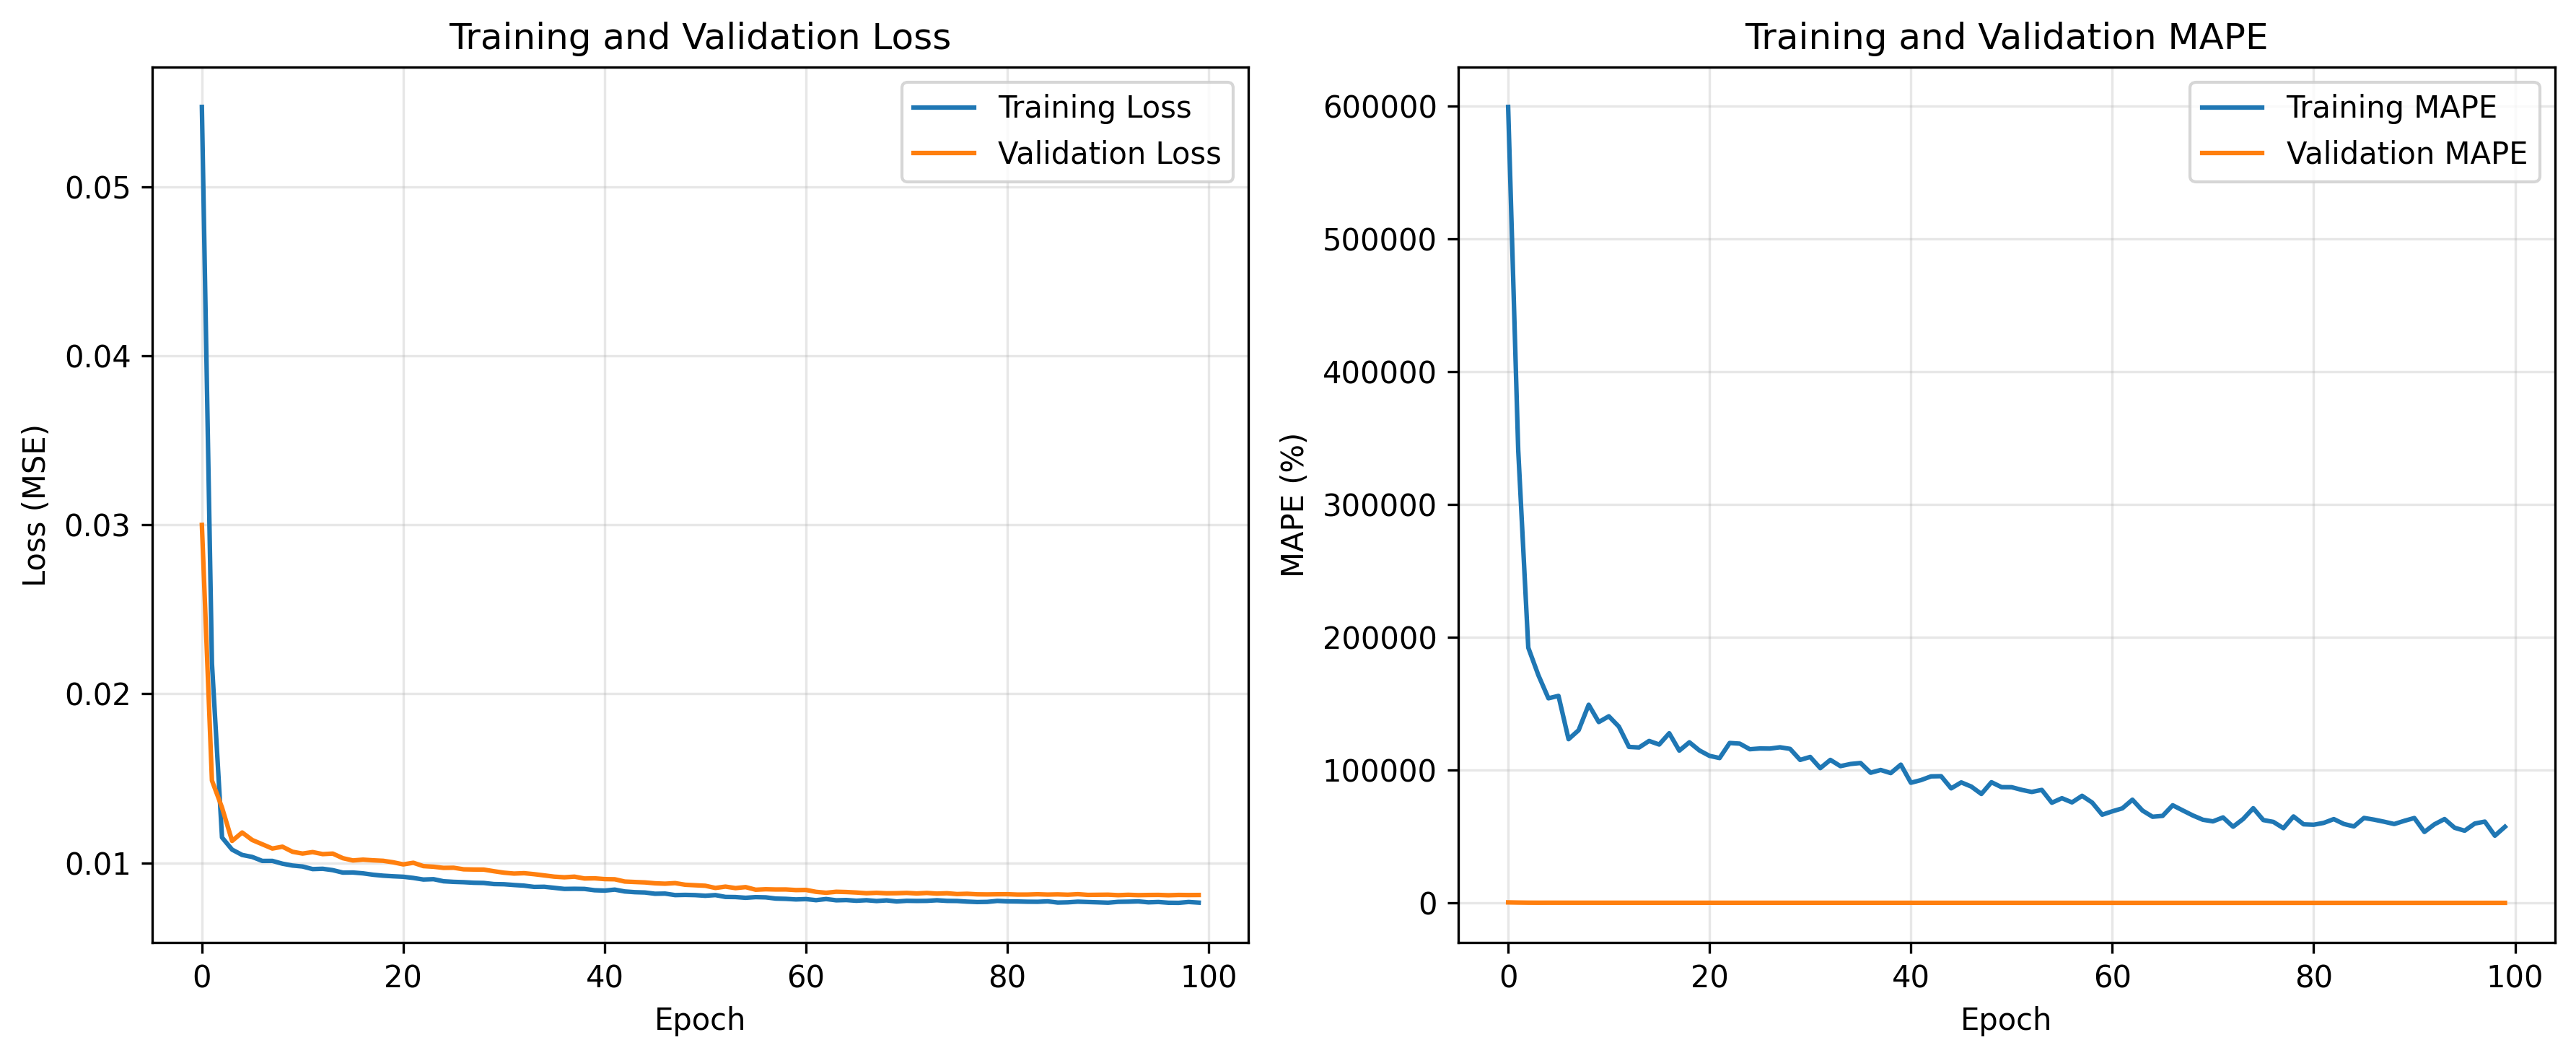 Training and Validation Loss
Training Loss
Validation Loss
Loss (MSE)
0.05
0.04
0.03
0.02
0.01
0 20 40 60 80 100
Epoch
Training and Validation MAPE
Training MAPE
Validation MAPE
MAPE (%)
600000
500000
400000
300000
200000
100000
0
0 20 40 60 80 100
Epoch